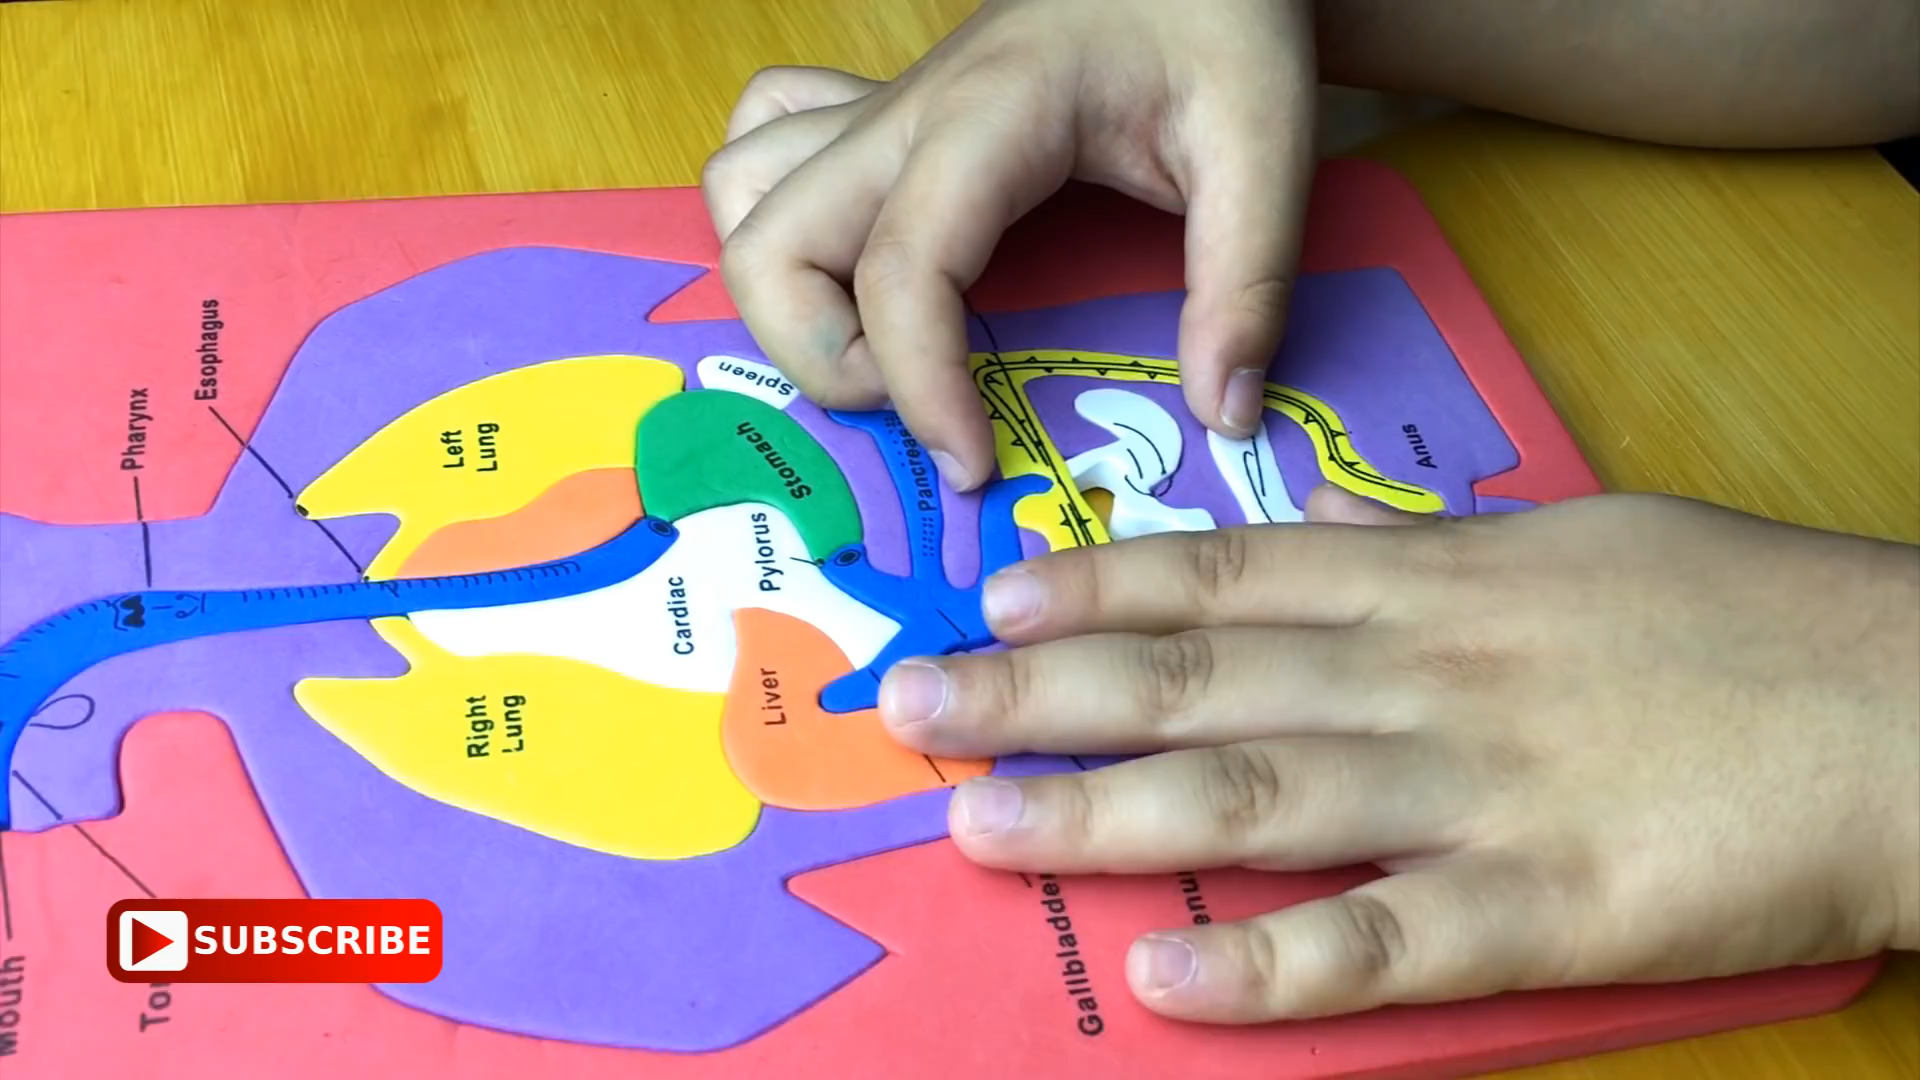 Esophagus
Pharynx
Spleen
Left
Lung
Stomach
Pancreas
Anus
Pylorus
Cardiac
Liver
Right
Lung
Gallbladder
Mouth
SUBSCRIBE